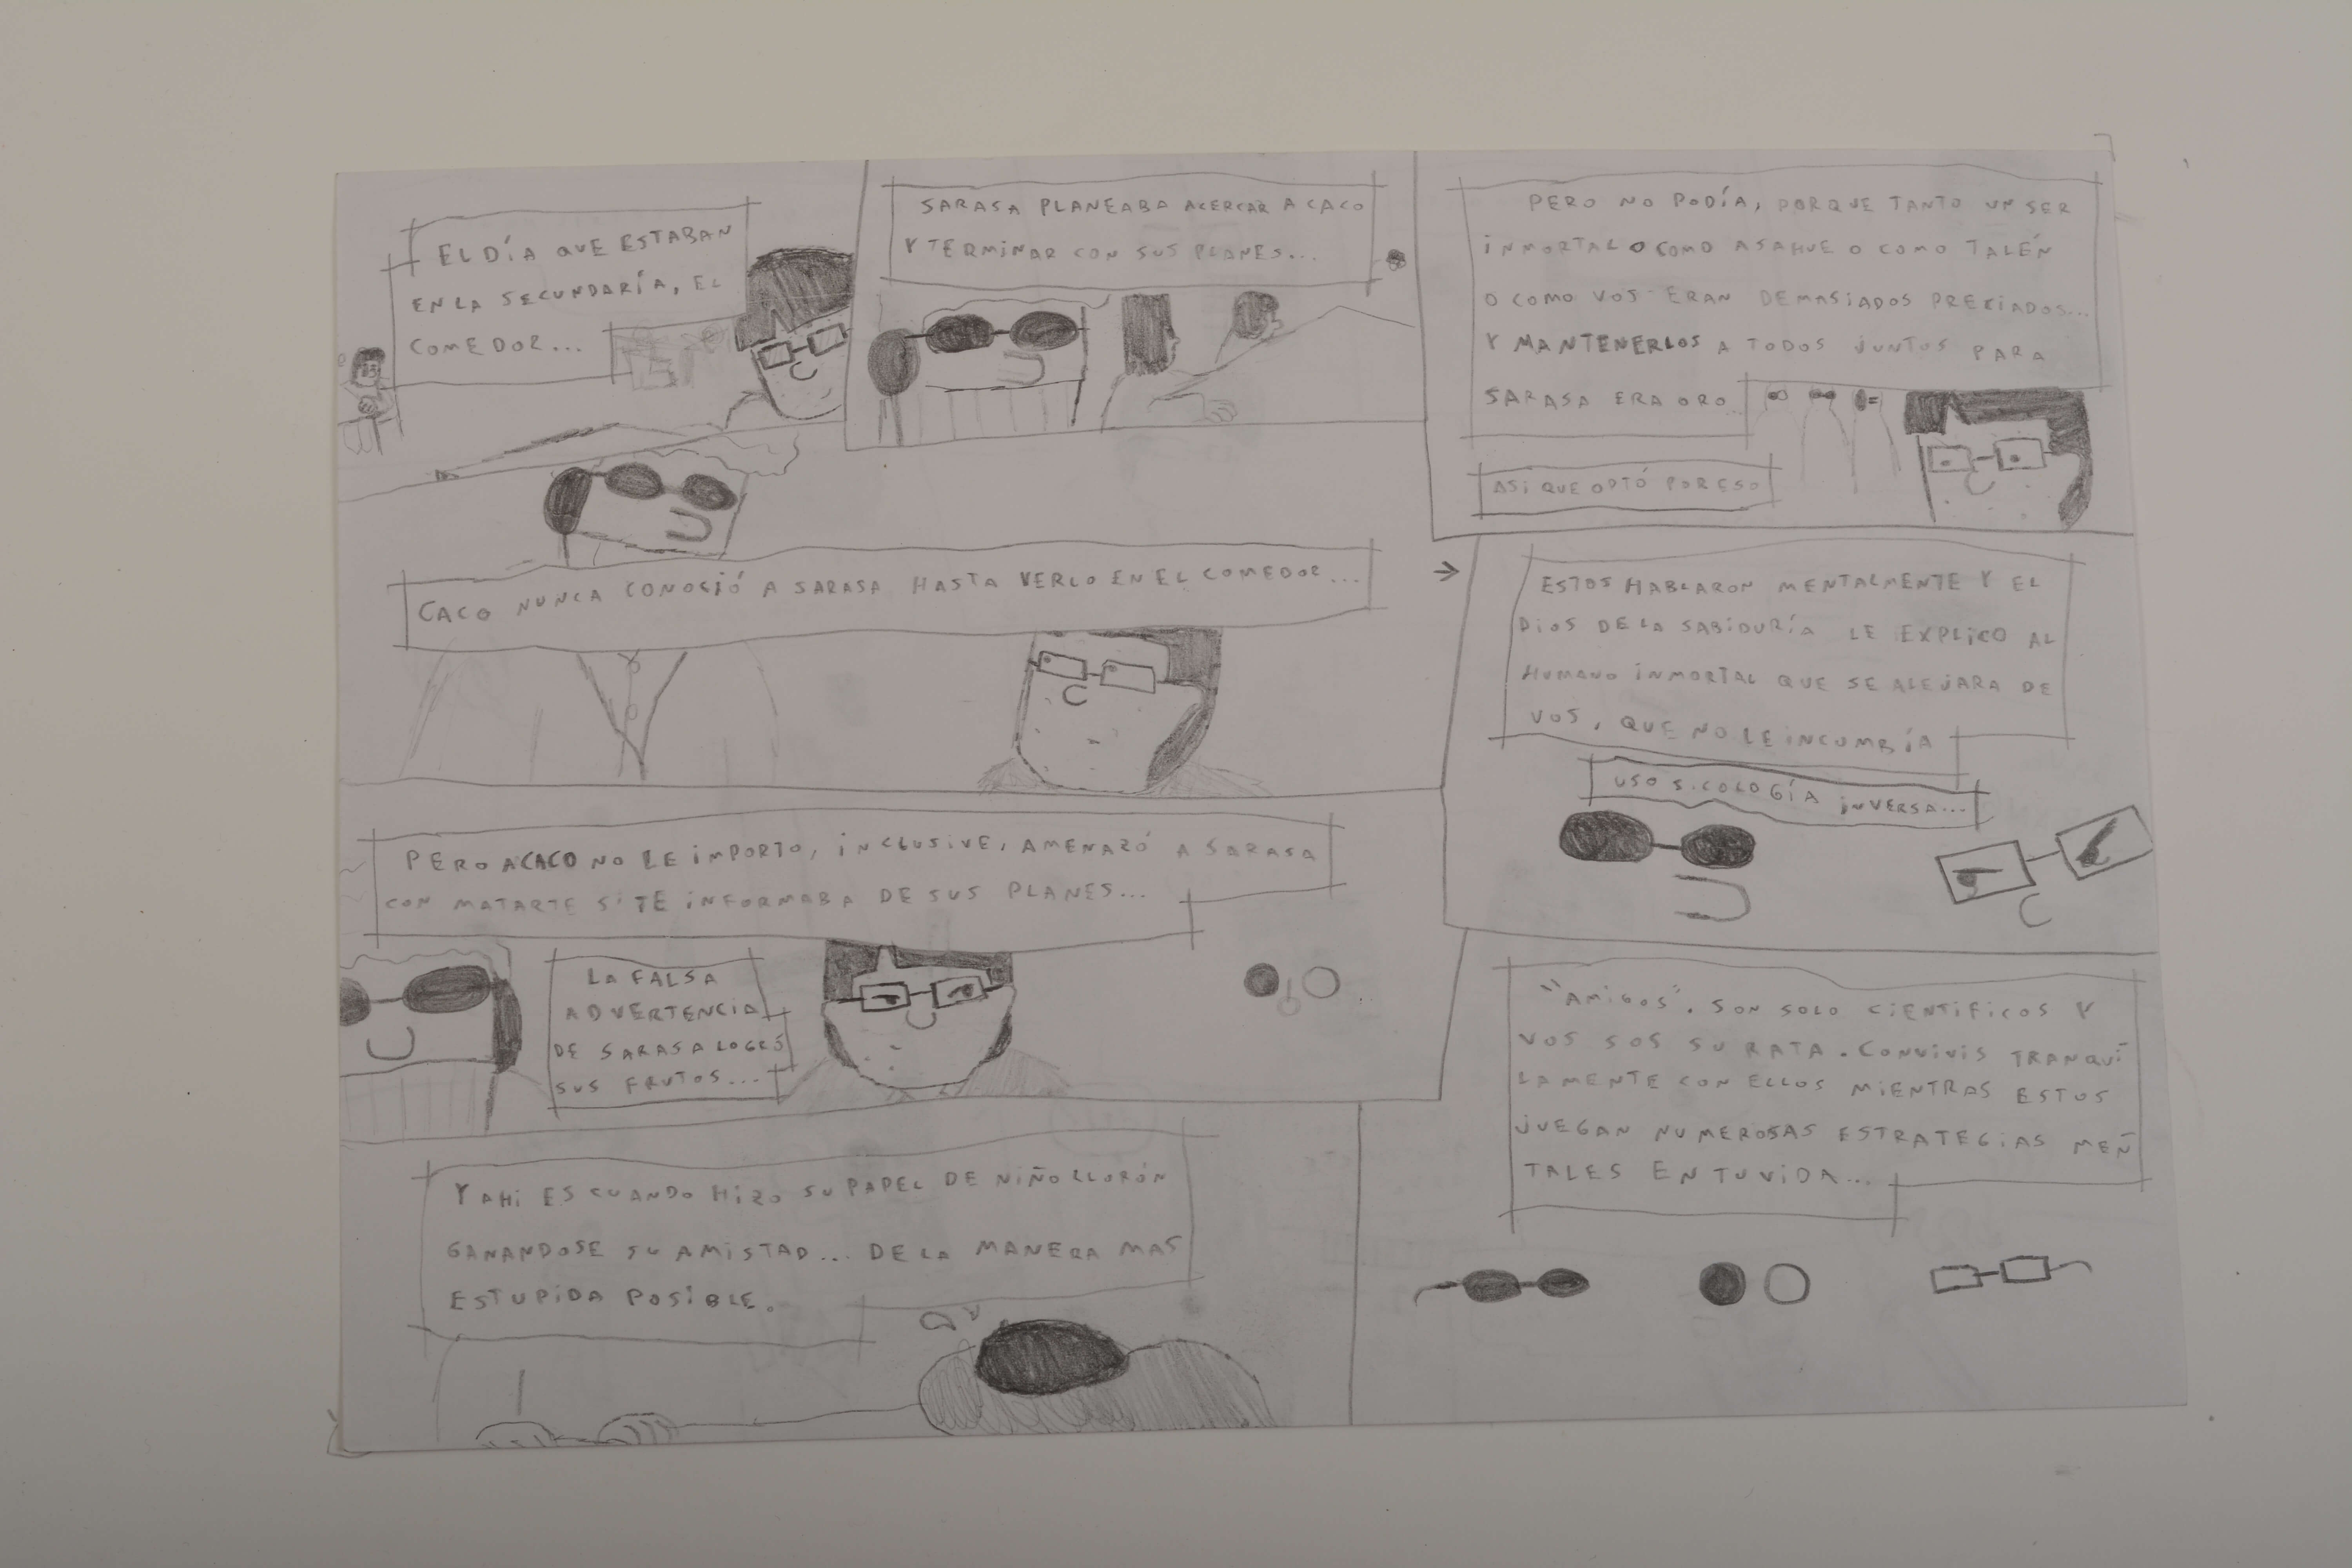 EL DÍA QUE ESTABAN
EN LA SECUNDARÍA, EL
COMEDOR...
SARASA PLANEABA ACERCAR A CACO
Y TERMINAR CON SUS PLANES...
PERO NO PODÍA, PORQUE TANTO UN SER
INMORTAL O COMO ASAHUE O COMO TALÉN
O COMO VOS ERAN DEMASIADOS PREXIADOS...
Y MANTENERLOS A TODOS JUNTOS PARA
SARASA ERA ORO...
ASI QUE OPTÓ POR ESO
CACO NUNCA CONOCIÓ A SARASA HASTA VERLO EN EL COMEDOR...
ESTOS HABLARON MENTALMENTE Y EL
DIOS DE LA SABIDURÍA LE EXPLICO AL
HUMANO INMORTAL QUE SE ALEJARA DE
VOS, QUE NO LE INCUMBÍA
USO SICOLOGÍA INVERSA...
PERO A CACO NO LE IMPORTO, INCLUSIVE, AMENAZÓ A SARASA
CON MATARTE SI TE INFORMABA DE SUS PLANES...
LA FALSA
ADVERTENCIA
DE SARASA LOGRÓ
SUS FRUTOS...
Y AHI ES CUANDO HIZO SU PAPEL DE NIÑO LLORÓN
GANANDOSE SU AMISTAD... DE LA MANERA MAS
ESTUPIDA POSIBLE.
"AMIGOS". SON SOLO CIENTIFICOS Y
VOS SOS SU RATA. CONVIVIS TRANQUI
LAMENTE CON ELLOS MIENTRAS ESTOS
JUEGAN NUMEROSAS ESTRATEGIAS MEN
TALES EN TU VIDA...